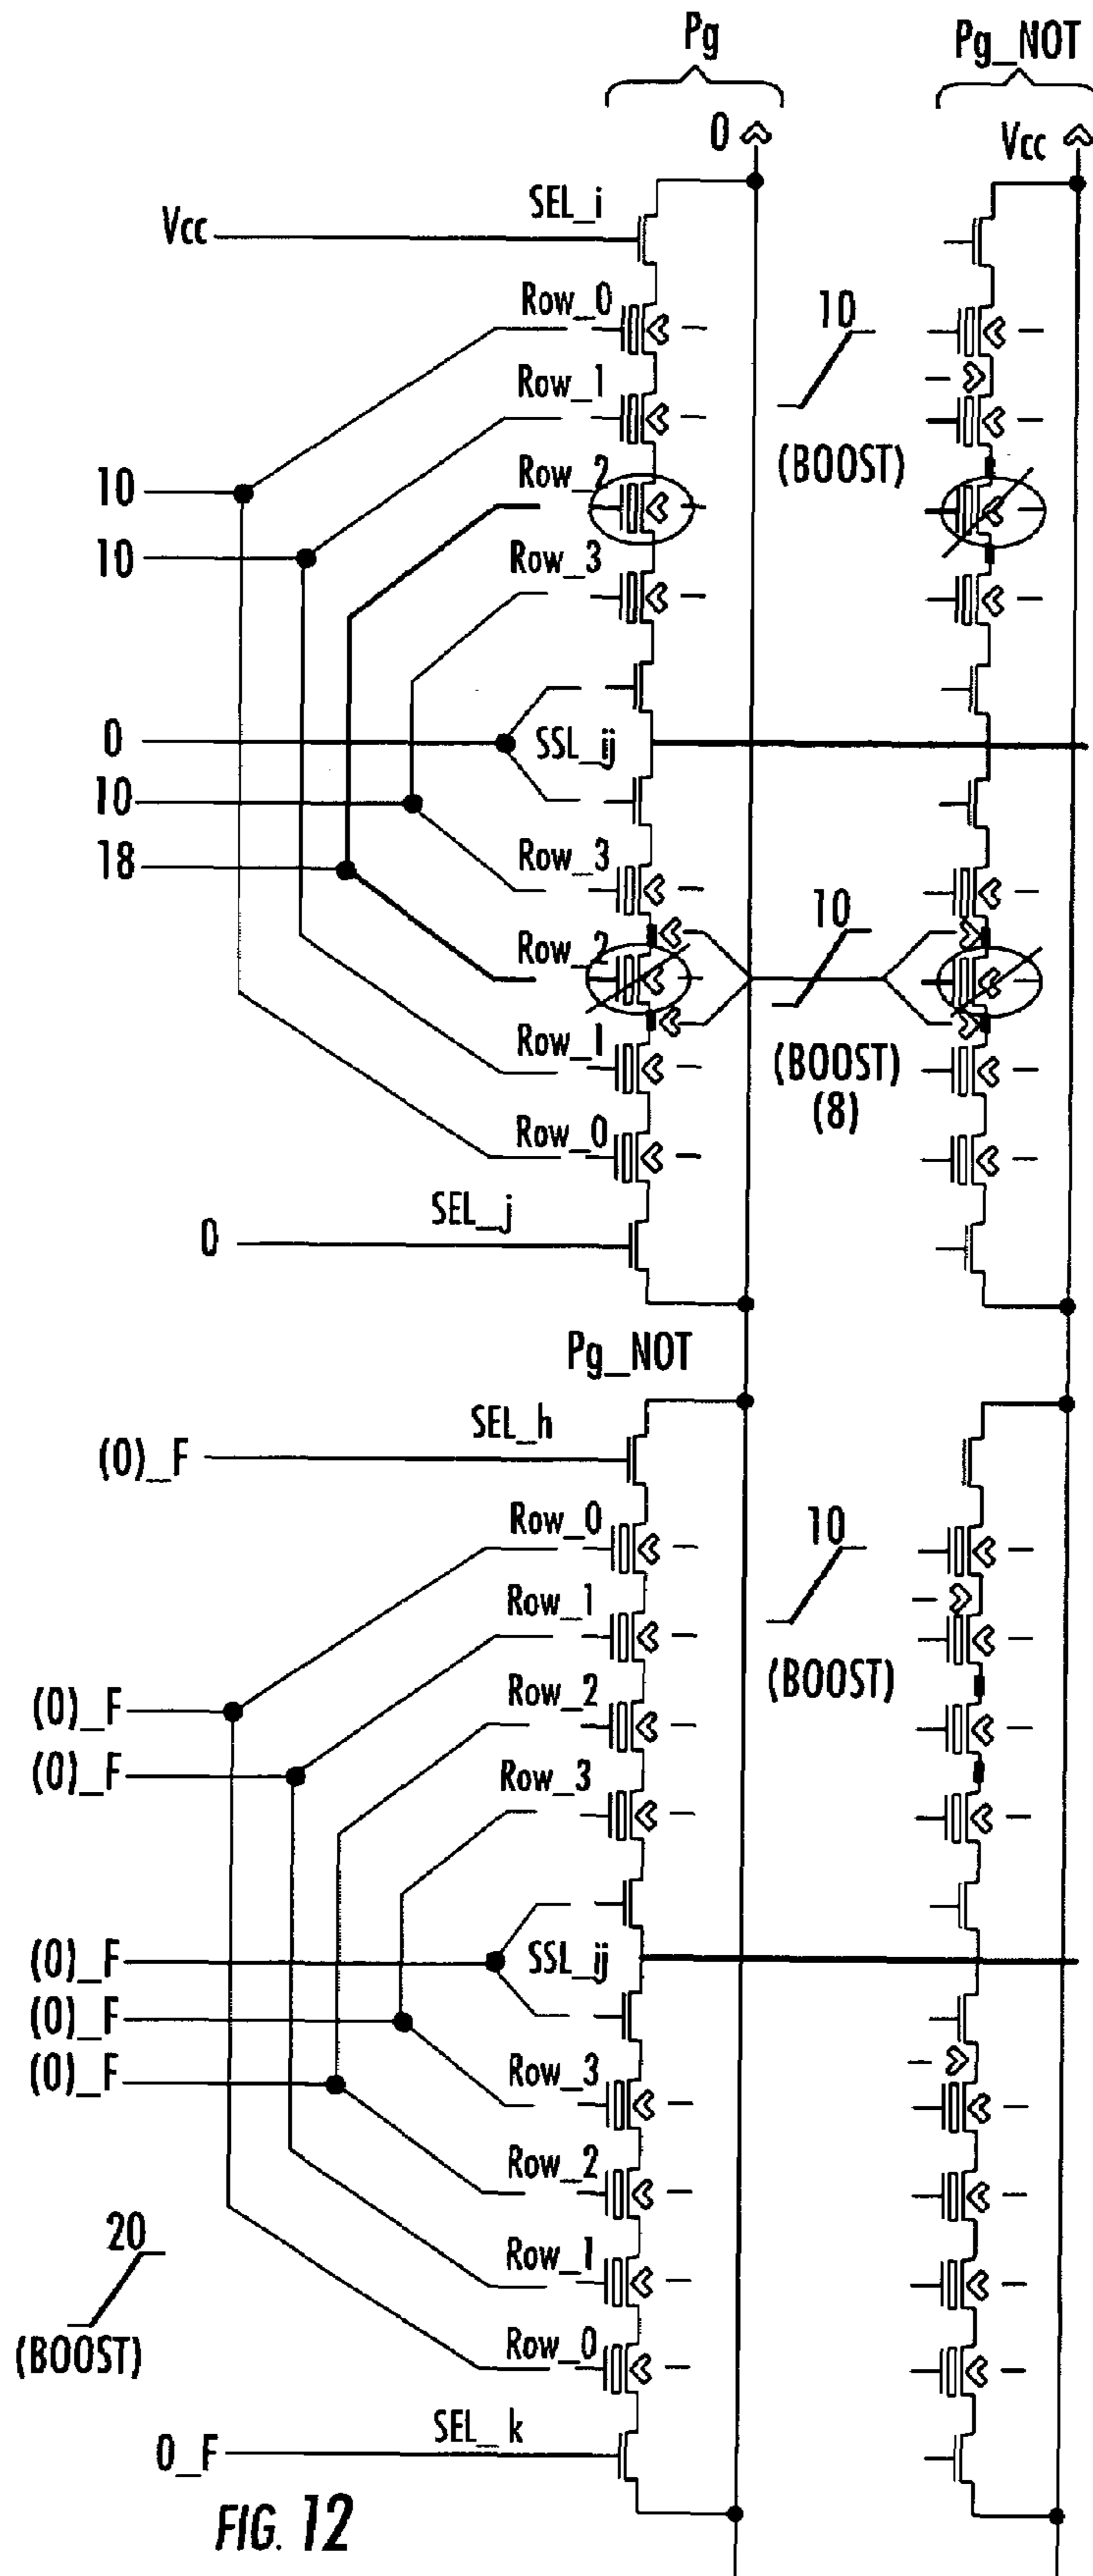 Pg Pg_NOT
0 Vcc
Vcc SEL_i
Row_0
10
Row_1
(BOOST)
10 Row_2
10 Row_3
0 SSL_ij
10
18 Row_3
10
Row_2
Row_1
(BOOST)
(8)
Row_0
SEL_j
0
Pg_NOT
SEL_h
(0)_F
Row_0
10
Row_1
(BOOST)
Row_2
(0)_F
(0)_F Row_3
(0)_F SSL_ij
(0)_F
(0)_F Row_3
Row_2
20
Row_1
(BOOST) Row_0
SEL_k
0_F
FIG. 12